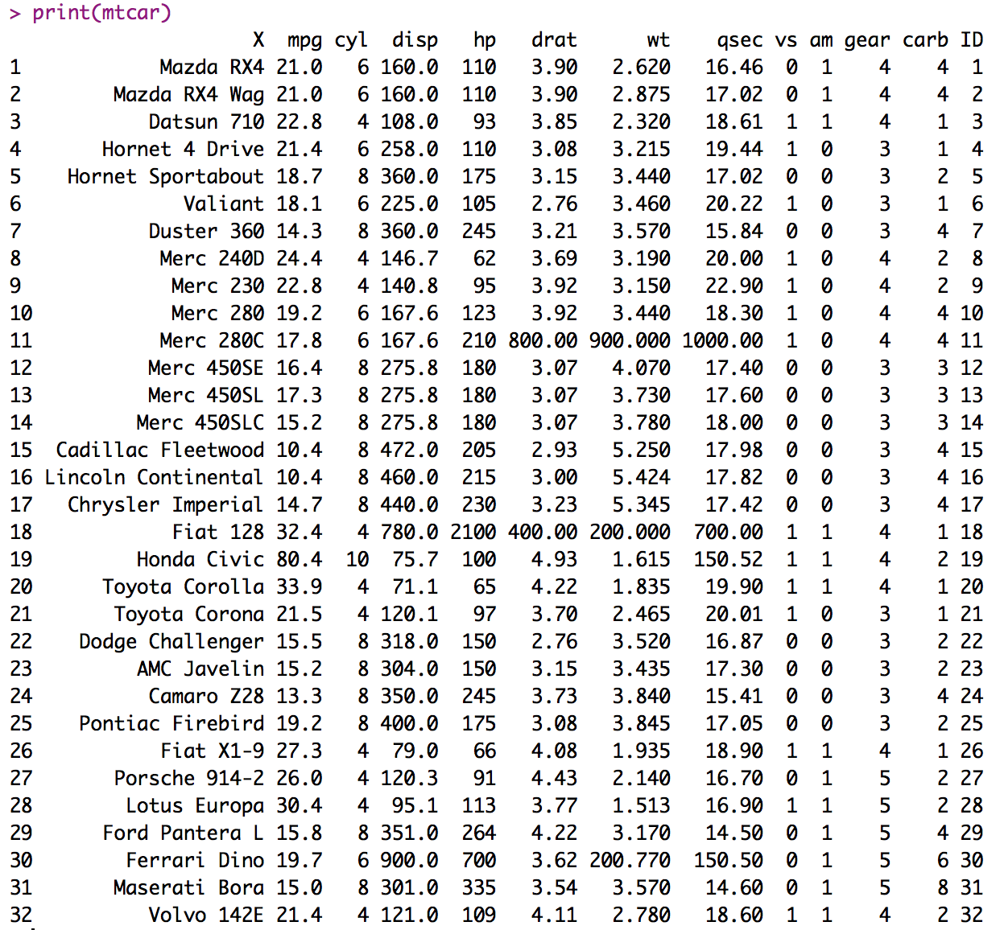 > print(mtcar)
X mpg cyl disp hp drat wt qsec vs am gear carb ID
1 Mazda RX4 21.0 6 160.0 110 3.90 2.620 16.46 0 1 4 4 1
2 Mazda RX4 Wag 21.0 6 160.0 110 3.90 2.875 17.02 0 1 4 4 2
3 Datsun 710 22.8 4 108.0 93 3.85 2.320 18.61 1 1 4 1 3
4 Hornet 4 Drive 21.4 6 258.0 110 3.08 3.215 19.44 1 0 3 1 4
5 Hornet Sportabout 18.7 8 360.0 175 3.15 3.440 17.02 0 0 3 2 5
6 Valiant 18.1 6 225.0 105 2.76 3.460 20.22 1 0 3 1 6
7 Duster 360 14.3 8 360.0 245 3.21 3.570 15.84 0 0 3 4 7
8 Merc 240D 24.4 4 146.7 62 3.69 3.190 20.00 1 0 4 2 8
9 Merc 230 22.8 4 140.8 95 3.92 3.150 22.90 1 0 4 2 9
10 Merc 280 19.2 6 167.6 123 3.92 3.440 18.30 1 0 4 4 10
11 Merc 280C 17.8 6 167.6 210 800.00 900.000 1000.00 1 0 4 4 11
12 Merc 450SE 16.4 8 275.8 180 3.07 4.070 17.40 0 0 3 3 12
13 Merc 450SL 17.3 8 275.8 180 3.07 3.730 17.60 0 0 3 3 13
14 Merc 450SLC 15.2 8 275.8 180 3.07 3.780 18.00 0 0 3 3 14
15 Cadillac Fleetwood 10.4 8 472.0 205 2.93 5.250 17.98 0 0 3 4 15
16 Lincoln Continental 10.4 8 460.0 215 3.00 5.424 17.82 0 0 3 4 16
17 Chrysler Imperial 14.7 8 440.0 230 3.23 5.345 17.42 0 0 3 4 17
18 Fiat 128 32.4 4 780.0 2100 400.00 200.000 700.00 1 1 4 1 18
19 Honda Civic 80.4 10 75.7 100 4.93 1.615 150.52 1 1 4 2 19
20 Toyota Corolla 33.9 4 71.1 65 4.22 1.835 19.90 1 1 4 1 20
21 Toyota Corona 21.5 4 120.1 97 3.70 2.465 20.01 1 0 3 1 21
22 Dodge Challenger 15.5 8 318.0 150 2.76 3.520 16.87 0 0 3 2 22
23 AMC Javelin 15.2 8 304.0 150 3.15 3.435 17.30 0 0 3 2 23
24 Camaro Z28 13.3 8 350.0 245 3.73 3.840 15.41 0 0 3 4 24
25 Pontiac Firebird 19.2 8 400.0 175 3.08 3.845 17.05 0 0 3 2 25
26 Fiat X1-9 27.3 4 79.0 66 4.08 1.935 18.90 1 1 4 1 26
27 Porsche 914-2 26.0 4 120.3 91 4.43 2.140 16.70 0 1 5 2 27
28 Lotus Europa 30.4 4 95.1 113 3.77 1.513 16.90 1 1 5 2 28
29 Ford Pantera L 15.8 8 351.0 264 4.22 3.170 14.50 0 1 5 4 29
30 Ferrari Dino 19.7 6 900.0 700 3.62 200.770 150.50 0 1 5 6 30
31 Maserati Bora 15.0 8 301.0 335 3.54 3.570 14.60 0 1 5 8 31
32 Volvo 142E 21.4 4 121.0 109 4.11 2.780 18.60 1 1 4 2 32